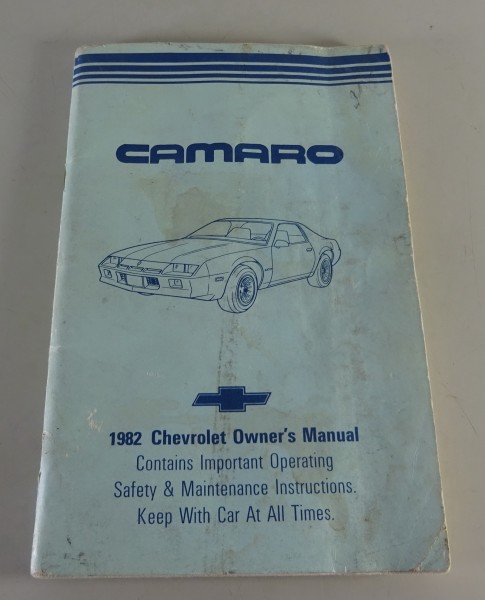 CAMARO
1982 Chevrolet Owner's Manual
Contains Important Operating
Safety & Maintenance Instructions.
Keep With Car At All Times.